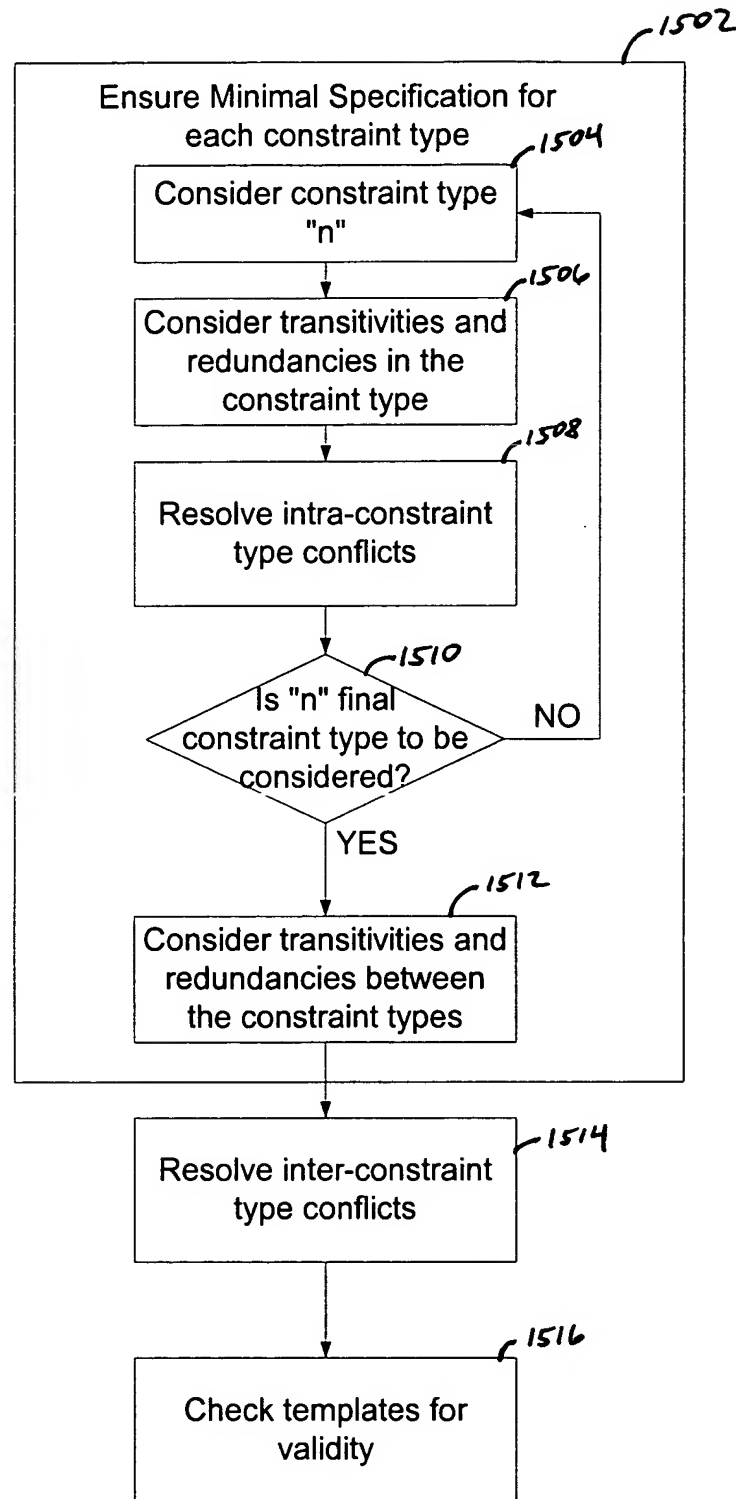 1502
Ensure Minimal Specification for
each constraint type
1504
Consider constraint type
"n"
1506
Consider transitivities and
redundancies in the
constraint type
1508
Resolve intra-constraint
type conflicts
1510
Is "n" final
constraint type to be
considered?
NO
YES
1512
Consider transitivities and
redundancies between
the constraint types
1514
Resolve inter-constraint
type conflicts
1516
Check templates for
validity